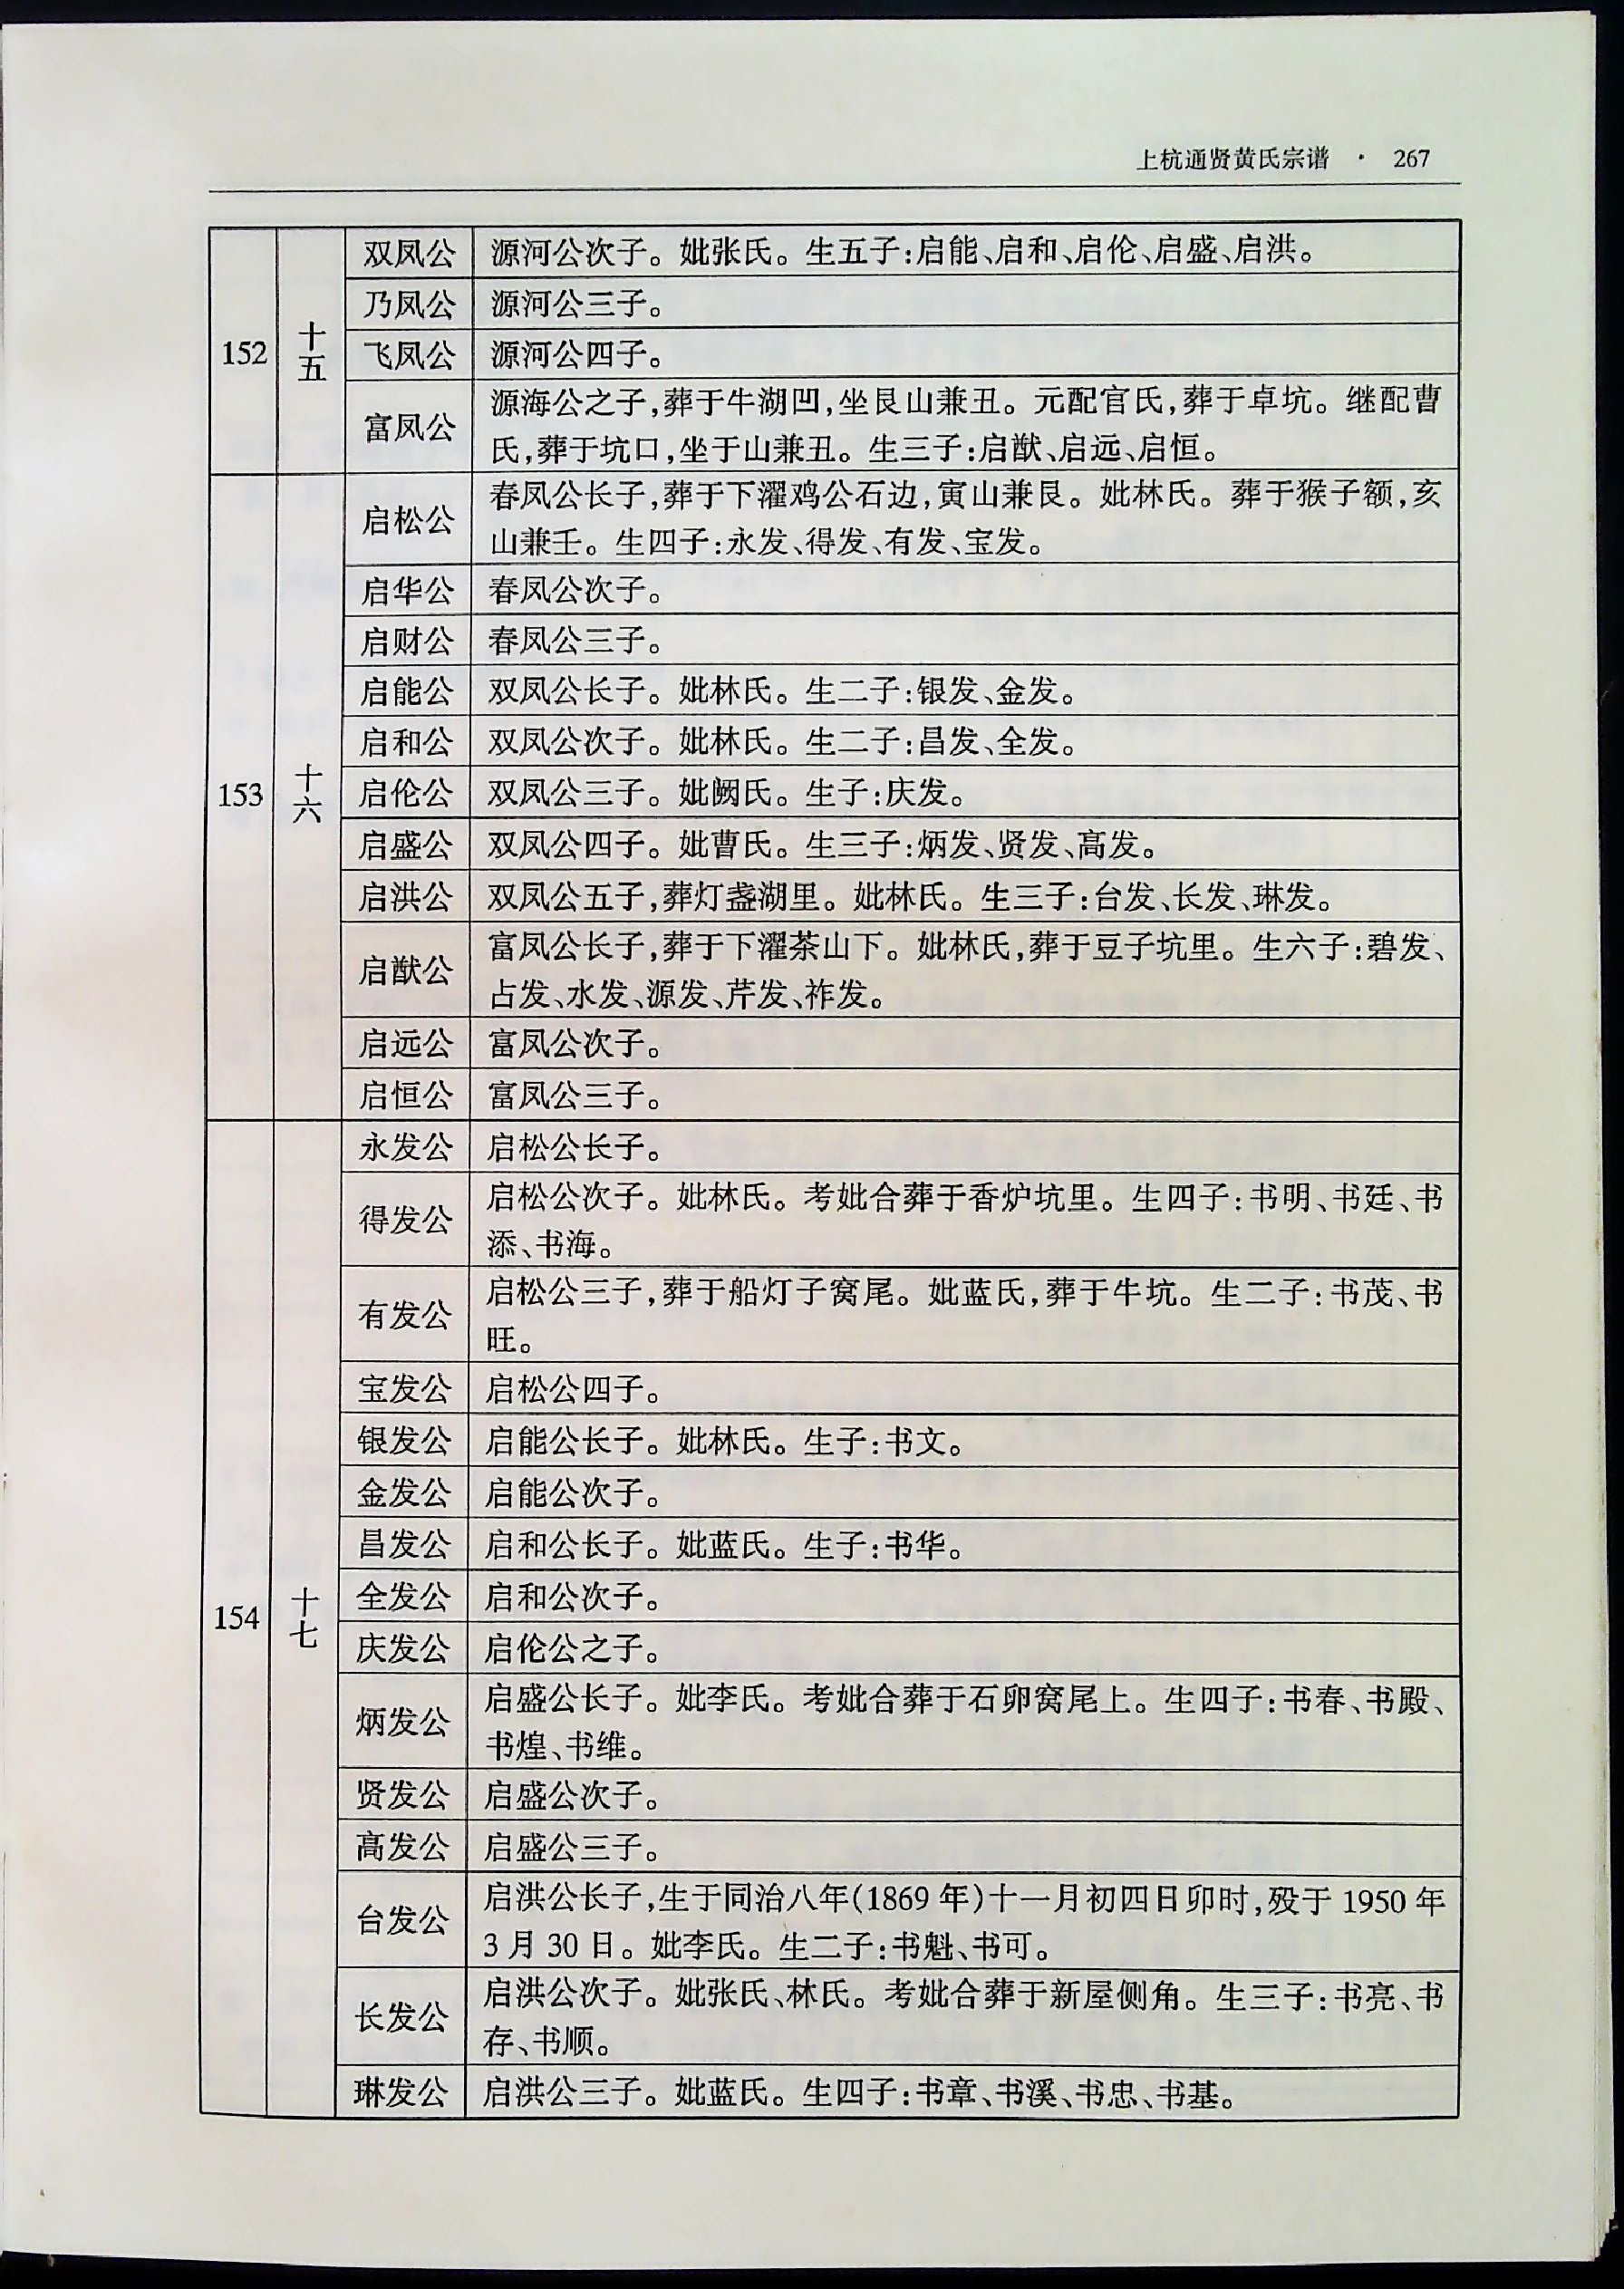 上杭通贤黄氏宗谱 · 267
152
十五
双凤公 源河公次子。妣张氏。生五子:启能、启和、启伦、启盛、启洪。
乃凤公 源河公三子。
飞凤公 源河公四子。
富凤公 源海公之子,葬于牛湖凹,坐艮山兼丑。元配官氏,葬于卓坑。继配曹
氏,葬于坑口,坐于山兼丑。生三子:启猷、启远、启恒。
153
十六
启松公 春凤公长子,葬于下濯鸡公石边,寅山兼艮。妣林氏。葬于猴子额,亥
山兼壬。生四子:永发、得发、有发、宝发。
启华公 春凤公次子。
启财公 春凤公三子。
启能公 双凤公长子。妣林氏。生二子:银发、金发。
启和公 双凤公次子。妣林氏。生二子:昌发、全发。
启伦公 双凤公三子。妣阙氏。生子:庆发。
启盛公 双凤公四子。妣曹氏。生三子:炳发、贤发、高发。
启洪公 双凤公五子,葬灯盏湖里。妣林氏。生三子:台发、长发、琳发。
启猷公 富凤公长子,葬于下濯茶山下。妣林氏,葬于豆子坑里。生六子:碧发、
占发、水发、源发、芹发、祚发。
启远公 富凤公次子。
启恒公 富凤公三子。
154
十七
永发公 启松公长子。
得发公 启松公次子。妣林氏。考妣合葬于香炉坑里。生四子:书明、书廷、书
添、书海。
有发公 启松公三子,葬于船灯子窝尾。妣蓝氏,葬于牛坑。生二子:书茂、书
旺。
宝发公 启松公四子。
银发公 启能公长子。妣林氏。生子:书文。
金发公 启能公次子。
昌发公 启和公长子。妣蓝氏。生子:书华。
全发公 启和公次子。
庆发公 启伦公之子。
炳发公 启盛公长子。妣李氏。考妣合葬于石卵窝尾上。生四子:书春、书殿、
书煌、书维。
贤发公 启盛公次子。
高发公 启盛公三子。
台发公 启洪公长子,生于同治八年(1869年)十一月初四日卯时,殁于1950年
3月30日。妣李氏。生二子:书魁、书可。
长发公 启洪公次子。妣张氏、林氏。考妣合葬于新屋侧角。生三子:书亮、书
存、书顺。
琳发公 启洪公三子。妣蓝氏。生四子:书章、书溪、书忠、书基。